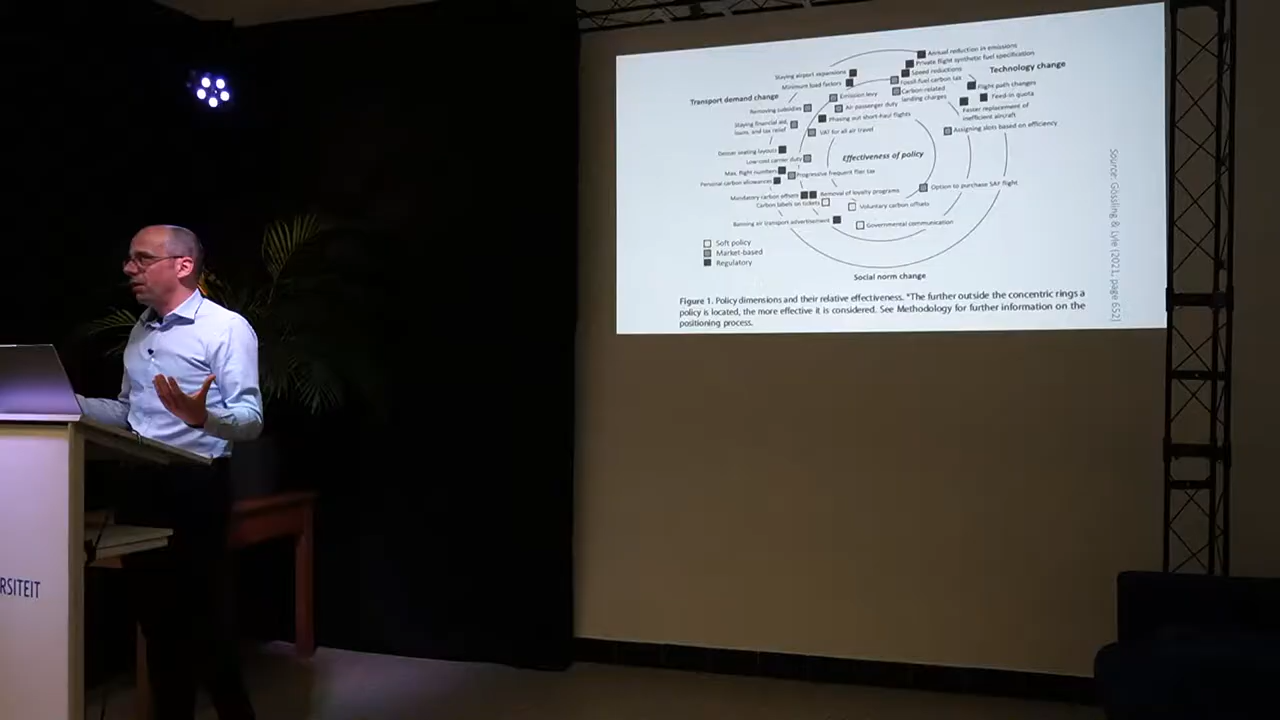 Annual reduction in emissions
Private flight synthetic fuel specification
Staying airport expansions
Speed reductions
Technology change
Minimum load factors
Fossil-fuel carbon tax
Flight path changes
Transport demand change
Emission levy
Carbon-related
landing charges
Feed-in quota
Removing subsidies
Air passenger duty
Faster replacement of
inefficient aircraft
Phasing out short-haul flights
Staying financial aid,
loans, and tax relief
VAT for all air travel
Assigning slots based on efficiency
Denser seating layouts
Effectiveness of policy
Low-cost carrier duty
Max. flight numbers
Progressive frequent flier tax
Personal carbon allowances
Option to purchase SAF flight
Mandatory carbon offsets
Removal of loyalty programs
Carbon labels on tickets
Voluntary carbon offsets
Banning air transport advertisement
Governmental communication
Soft policy
Market-based
Regulatory
Social norm change
Figure 1. Policy dimensions and their relative effectiveness. *The further outside the concentric rings a
policy is located, the more effective it is considered. See Methodology for further information on the
positioning process.
Source: Gössling & Lyle (2021, page 652)
RSITEIT